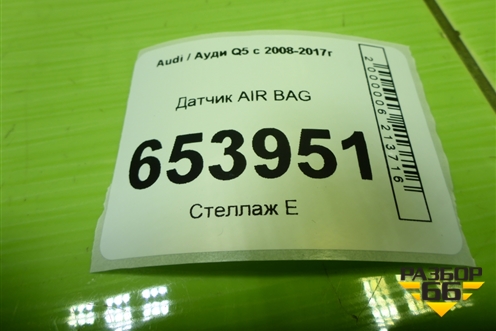 Audi / Ауди Q5 с 2008-2017г
Датчик AIR BAG
653951
Стеллаж Е
2000006213716
РАЗБОР
66